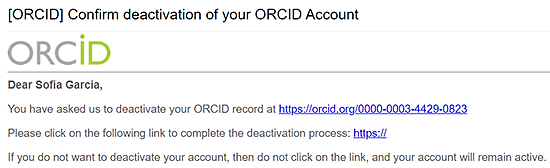 [ORCID] Confirm deactivation of your ORCID Account
ORCID
Dear Sofia Garcia,
You have asked us to deactivate your ORCID record at https://orcid.org/0000-0003-4429-0823
Please click on the following link to complete the deactivation process: https://
If you do not want to deactivate your account, then do not click on the link, and your account will remain active.